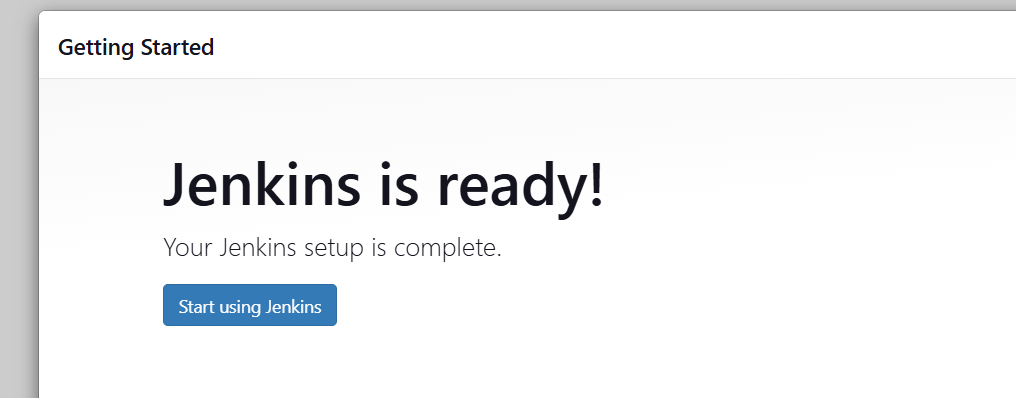 Getting Started
Jenkins is ready!
Your Jenkins setup is complete.
Start using Jenkins